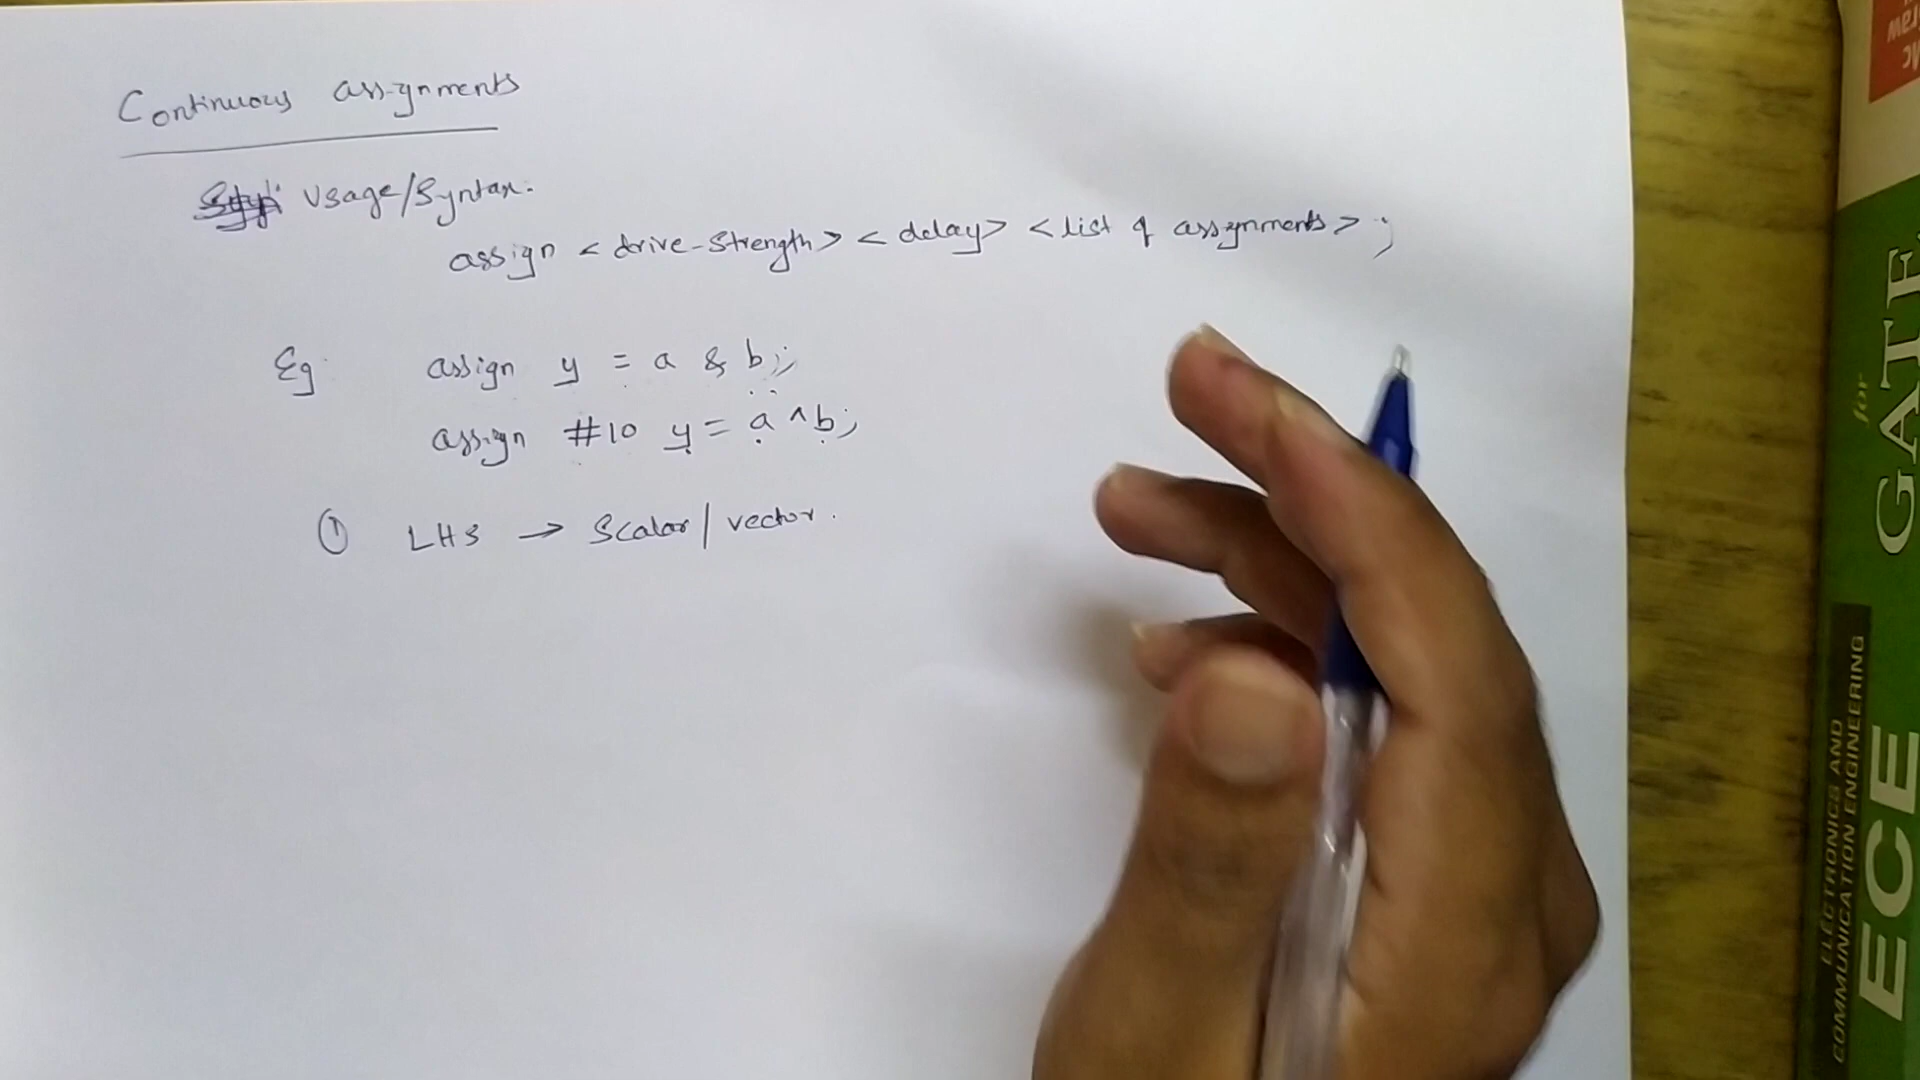 Continuous assignments
Usage/Syntax.
assign <drive-strength> <delay> <list of assignments> ;
Eg assign y = a & b;
assign #10 y = a ^ b;
① LHS → Scalar/vector.
for
GATE
ELECTRONICS AND
COMMUNICATION ENGINEERING
ECE